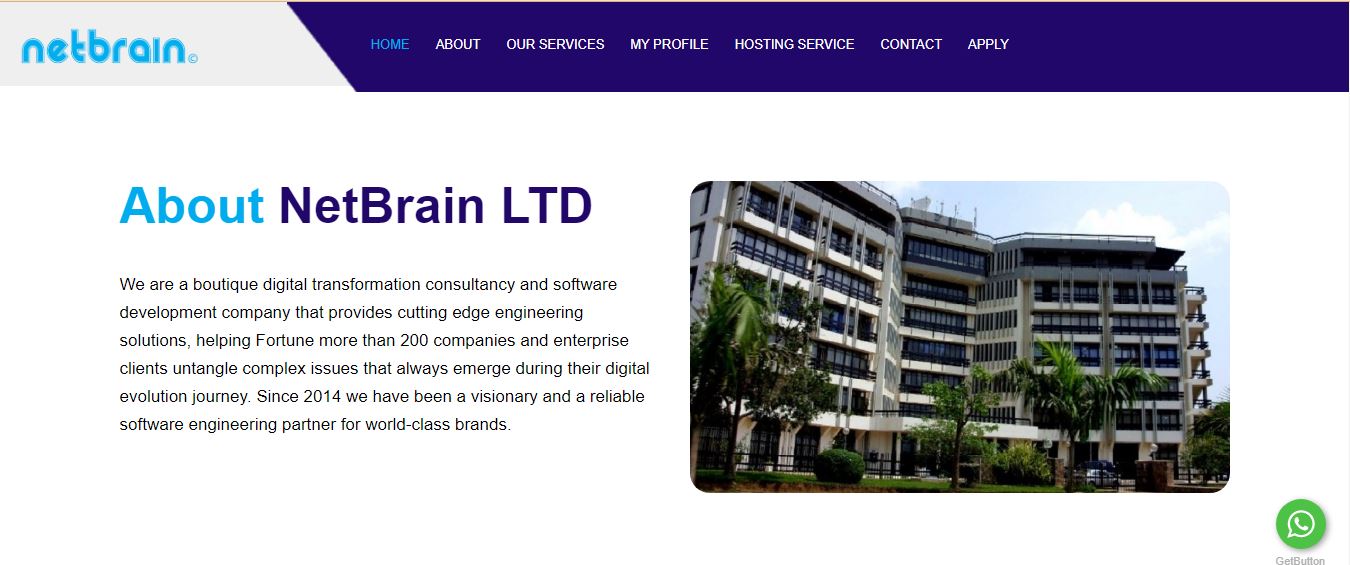 netbrain©
HOME ABOUT OUR SERVICES MY PROFILE HOSTING SERVICE CONTACT APPLY
About NetBrain LTD
We are a boutique digital transformation consultancy and software
development company that provides cutting edge engineering
solutions, helping Fortune more than 200 companies and enterprise
clients untangle complex issues that always emerge during their digital
evolution journey. Since 2014 we have been a visionary and a reliable
software engineering partner for world-class brands.
GetButton